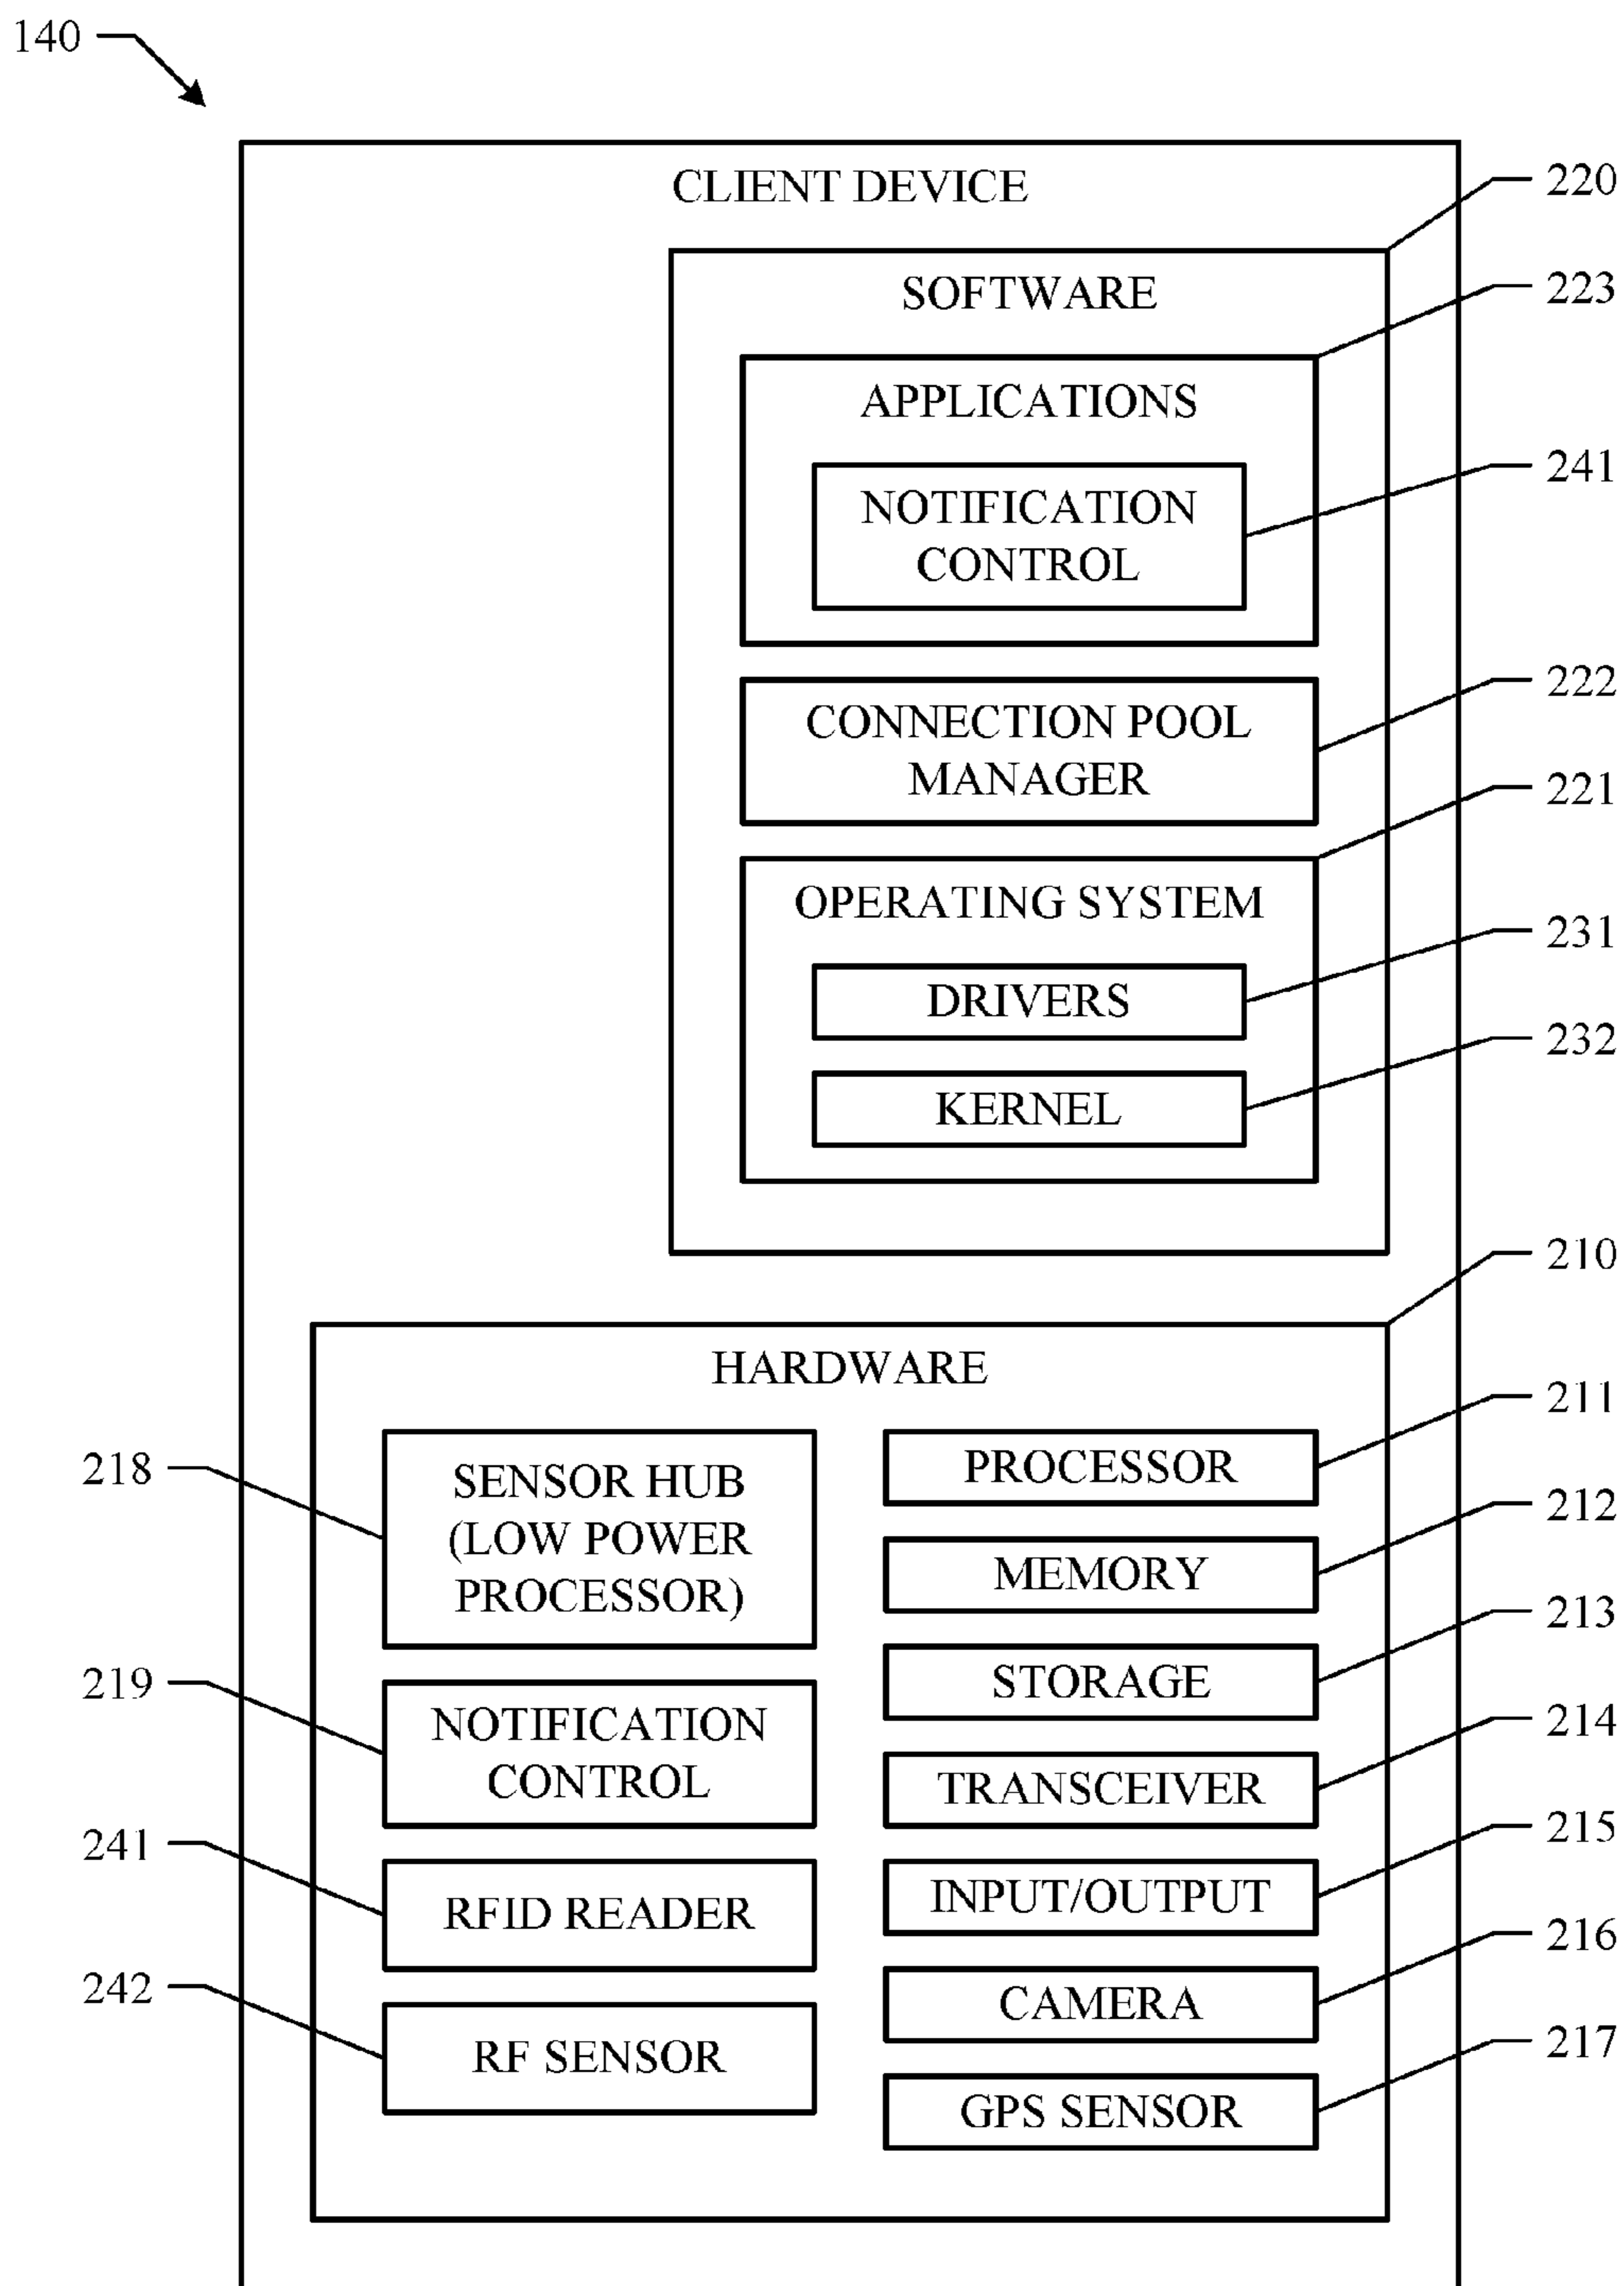 140
CLIENT DEVICE
220
SOFTWARE
223
APPLICATIONS
241
NOTIFICATION
CONTROL
222
CONNECTION POOL
MANAGER
221
OPERATING SYSTEM
231
DRIVERS
232
KERNEL
210
HARDWARE
218
SENSOR HUB
(LOW POWER
PROCESSOR)
219
NOTIFICATION
CONTROL
241
RFID READER
242
RF SENSOR
211
PROCESSOR
212
MEMORY
213
STORAGE
214
TRANSCEIVER
215
INPUT/OUTPUT
216
CAMERA
217
GPS SENSOR